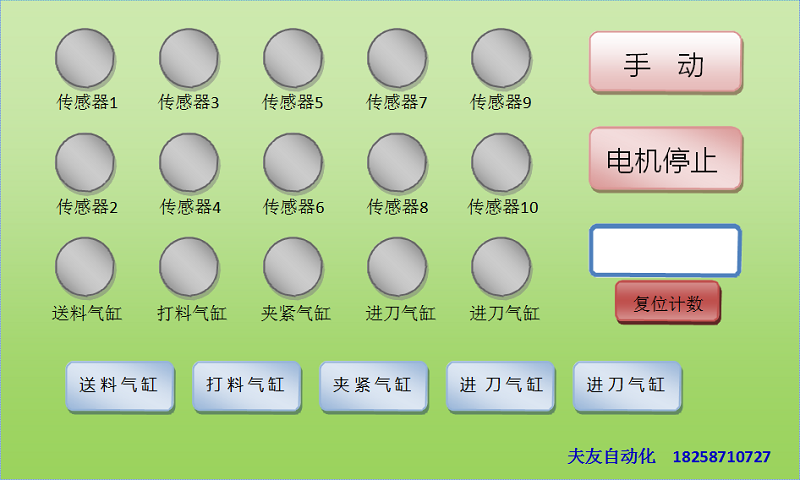 传感器1 传感器3 传感器5 传感器7 传感器9
手 动
传感器2 传感器4 传感器6 传感器8 传感器10
电机停止
送料气缸 打料气缸 夹紧气缸 进刀气缸 进刀气缸
复位计数
送料气缸 打料气缸 夹紧气缸 进刀气缸 进刀气缸
夫友自动化 18258710727